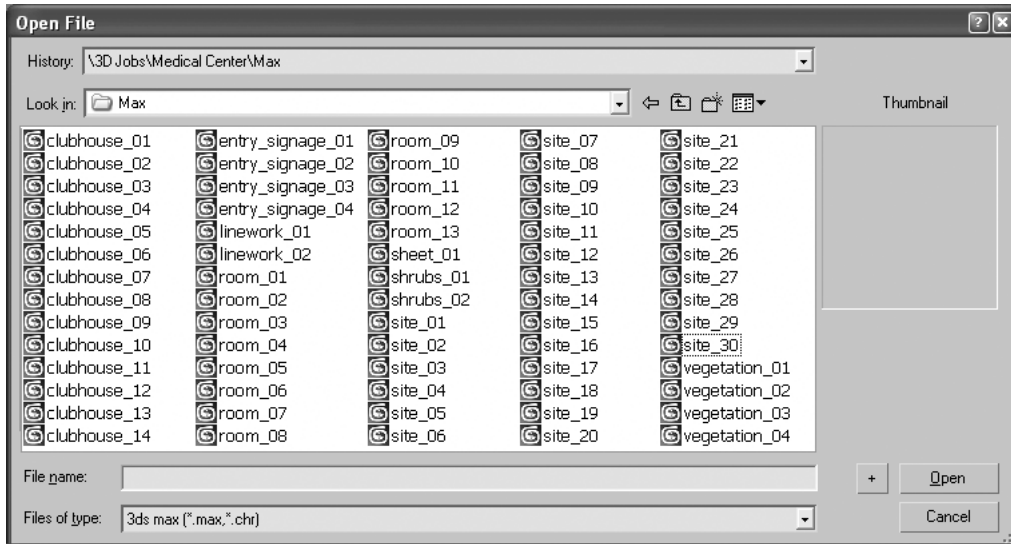 Open File
History: \3D Jobs\Medical Center\Max
Look in: Max
Thumbnail
clubhouse_01 entry_signage_01 room_09 site_07 site_21
clubhouse_02 entry_signage_02 room_10 site_08 site_22
clubhouse_03 entry_signage_03 room_11 site_09 site_23
clubhouse_04 entry_signage_04 room_12 site_10 site_24
clubhouse_05 linework_01 room_13 site_11 site_25
clubhouse_06 linework_02 sheet_01 site_12 site_26
clubhouse_07 room_01 shrubs_01 site_13 site_27
clubhouse_08 room_02 shrubs_02 site_14 site_28
clubhouse_09 room_03 site_01 site_15 site_29
clubhouse_10 room_04 site_02 site_16 site_30
clubhouse_11 room_05 site_03 site_17 vegetation_01
clubhouse_12 room_06 site_04 site_18 vegetation_02
clubhouse_13 room_07 site_05 site_19 vegetation_03
clubhouse_14 room_08 site_06 site_20 vegetation_04
File name: + Open
Files of type: 3ds max (*.max,*.chr) Cancel